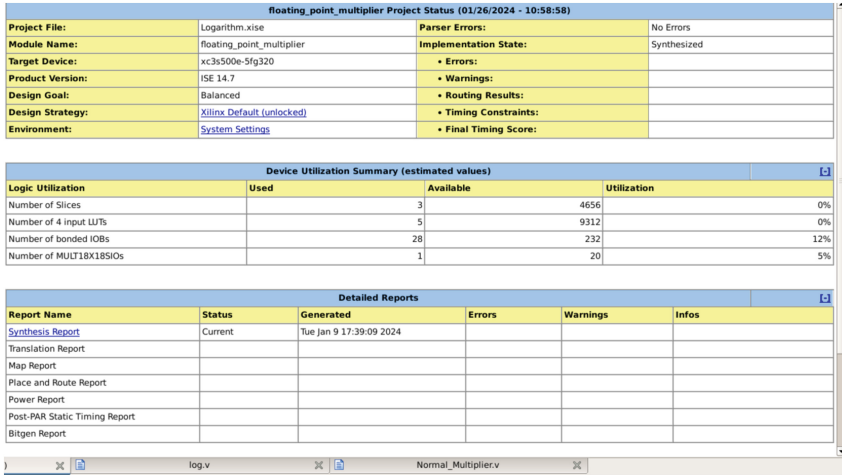 floating_point_multiplier Project Status (01/26/2024 - 10:58:58)
Project File: Logarithm.xise Parser Errors: No Errors
Module Name: floating_point_multiplier Implementation State: Synthesized
Target Device: xc3s500e-5fg320 • Errors:
Product Version: ISE 14.7 • Warnings:
Design Goal: Balanced • Routing Results:
Design Strategy: Xilinx Default (unlocked) • Timing Constraints:
Environment: System Settings • Final Timing Score:
Device Utilization Summary (estimated values) [-]
Logic Utilization Used Available Utilization
Number of Slices 3 4656 0%
Number of 4 input LUTs 5 9312 0%
Number of bonded IOBs 28 232 12%
Number of MULT18X18SIOs 1 20 5%
Detailed Reports [-]
Report Name Status Generated Errors Warnings Infos
Synthesis Report Current Tue Jan 9 17:39:09 2024
Translation Report
Map Report
Place and Route Report
Power Report
Post-PAR Static Timing Report
Bitgen Report
) log.v Normal_Multiplier.v